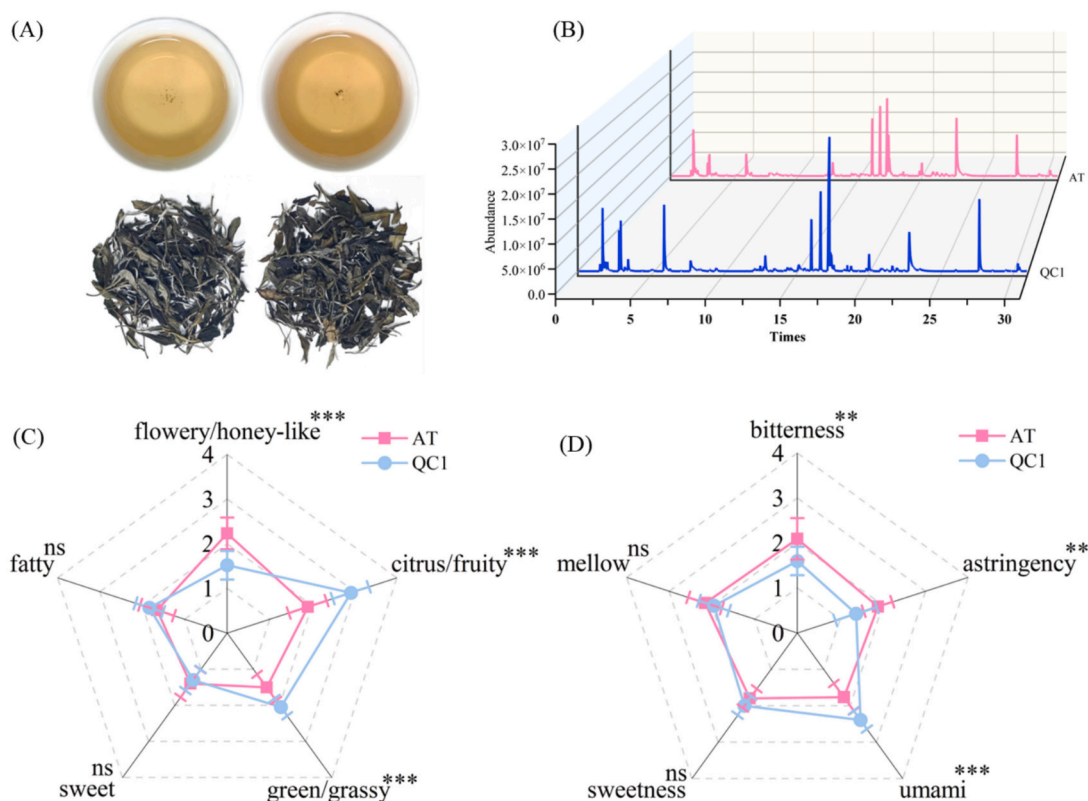 (A)
(B)
3.0×10⁷
2.5×10⁷
2.0×10⁷
1.5×10⁷
1.0×10⁷
5.0×10⁶
0.0
Abundance
AT
QC1
0 5 10 15 20 25 30
Times
(C)
flowery/honey-like***
AT
QC1
4
3
2
1
0
ns
fatty
citrus/fruity***
ns
sweet
green/grassy***
(D)
bitterness**
AT
QC1
4
3
2
1
0
ns
mellow
astringency**
ns
sweetness
umami***